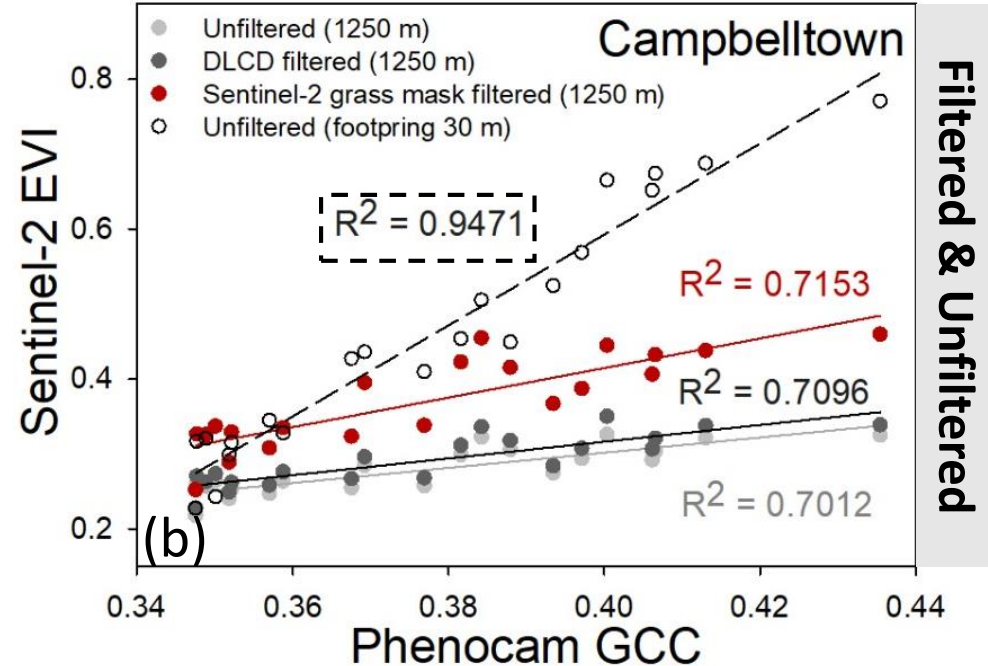 Unfiltered (1250 m)
DLCD filtered (1250 m)
Sentinel-2 grass mask filtered (1250 m)
Unfiltered (footpring 30 m)
Campbelltown
Filtered & Unfiltered
Sentinel-2 EVI
0.8
0.6
0.4
0.2
R² = 0.9471
R² = 0.7153
R² = 0.7096
R² = 0.7012
(b)
0.34 0.36 0.38 0.40 0.42 0.44
Phenocam GCC